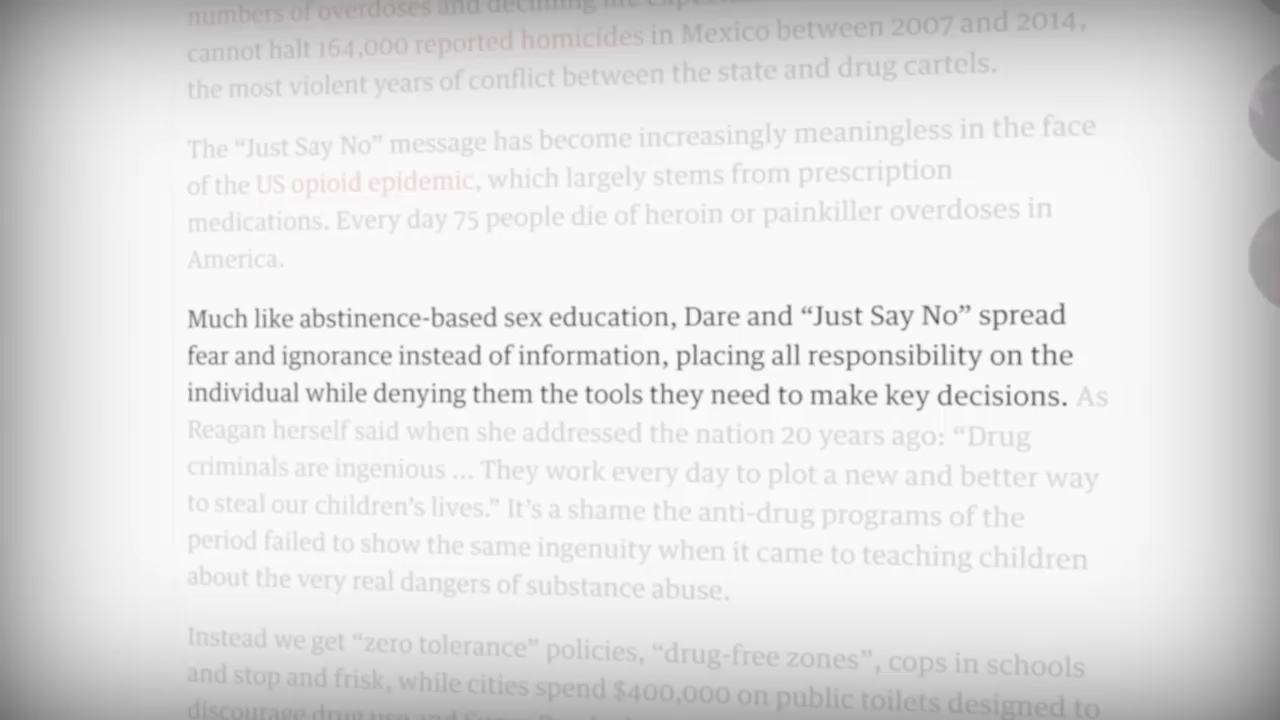 numbers of overdoses and declining life
cannot halt 164,000 reported homicides in Mexico between 2007 and 2014,
the most violent years of conflict between the state and drug cartels.
The “Just Say No” message has become increasingly meaningless in the face
of the US opioid epidemic, which largely stems from prescription
medications. Every day 75 people die of heroin or painkiller overdoses in
America.
Much like abstinence-based sex education, Dare and “Just Say No” spread
fear and ignorance instead of information, placing all responsibility on the
individual while denying them the tools they need to make key decisions. As
Reagan herself said when she addressed the nation 20 years ago: “Drug
criminals are ingenious ... They work every day to plot a new and better way
to steal our children’s lives.” It’s a shame the anti-drug programs of the
period failed to show the same ingenuity when it came to teaching children
about the very real dangers of substance abuse.
Instead we get “zero tolerance” policies, “drug-free zones”, cops in schools
and stop and frisk, while cities spend $400,000 on public toilets designed to
discourage drug use and